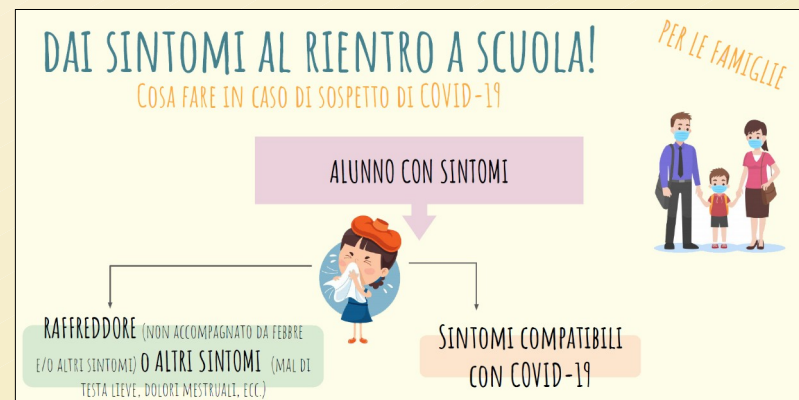 DAI SINTOMI AL RIENTRO A SCUOLA!
COSA FARE IN CASO DI SOSPETTO DI COVID-19
PER LE FAMIGLIE
ALUNNO CON SINTOMI
RAFFREDDORE (NON ACCOMPAGNATO DA FEBBRE
E/O ALTRI SINTOMI) O ALTRI SINTOMI (MAL DI
TESTA LIEVE, DOLORI MESTRUALI, ECC.)
SINTOMI COMPATIBILI
CON COVID-19